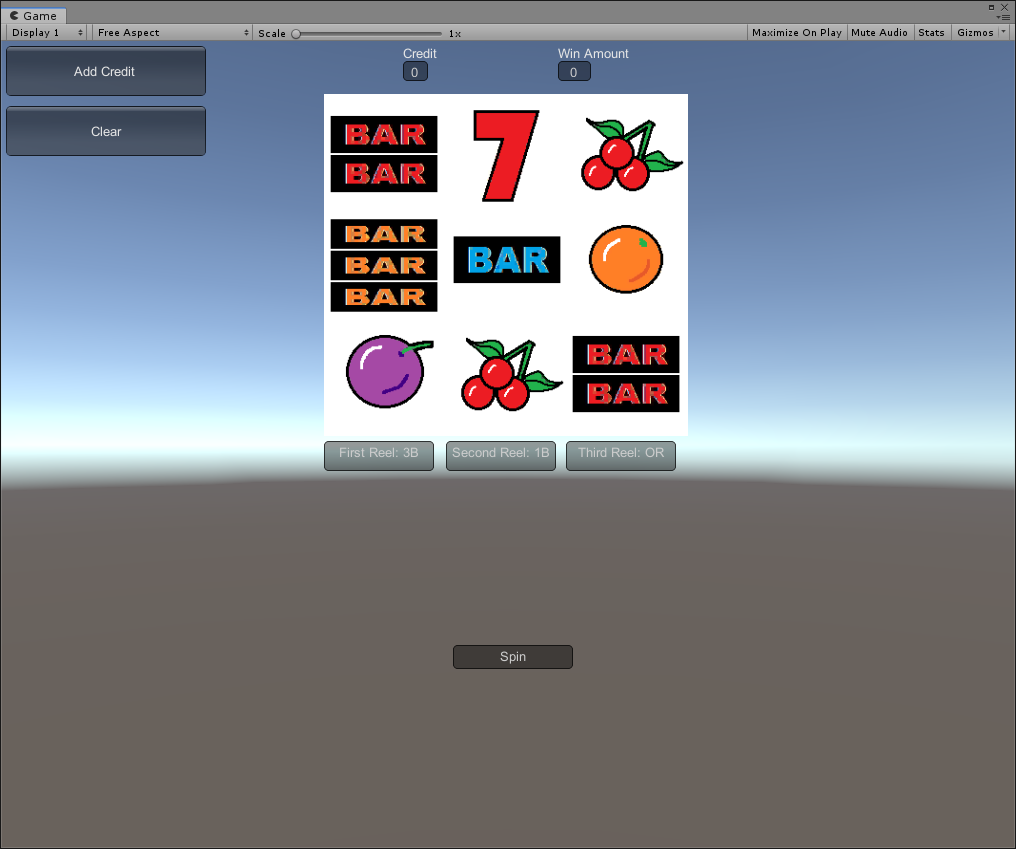 Game
Display 1 Free Aspect Scale 1x Maximize On Play Mute Audio Stats Gizmos
Add Credit
Credit Win Amount
0 0
Clear
BAR 7
BAR
BAR
BAR BAR
BAR
BAR
BAR
First Reel: 3B Second Reel: 1B Third Reel: OR
Spin